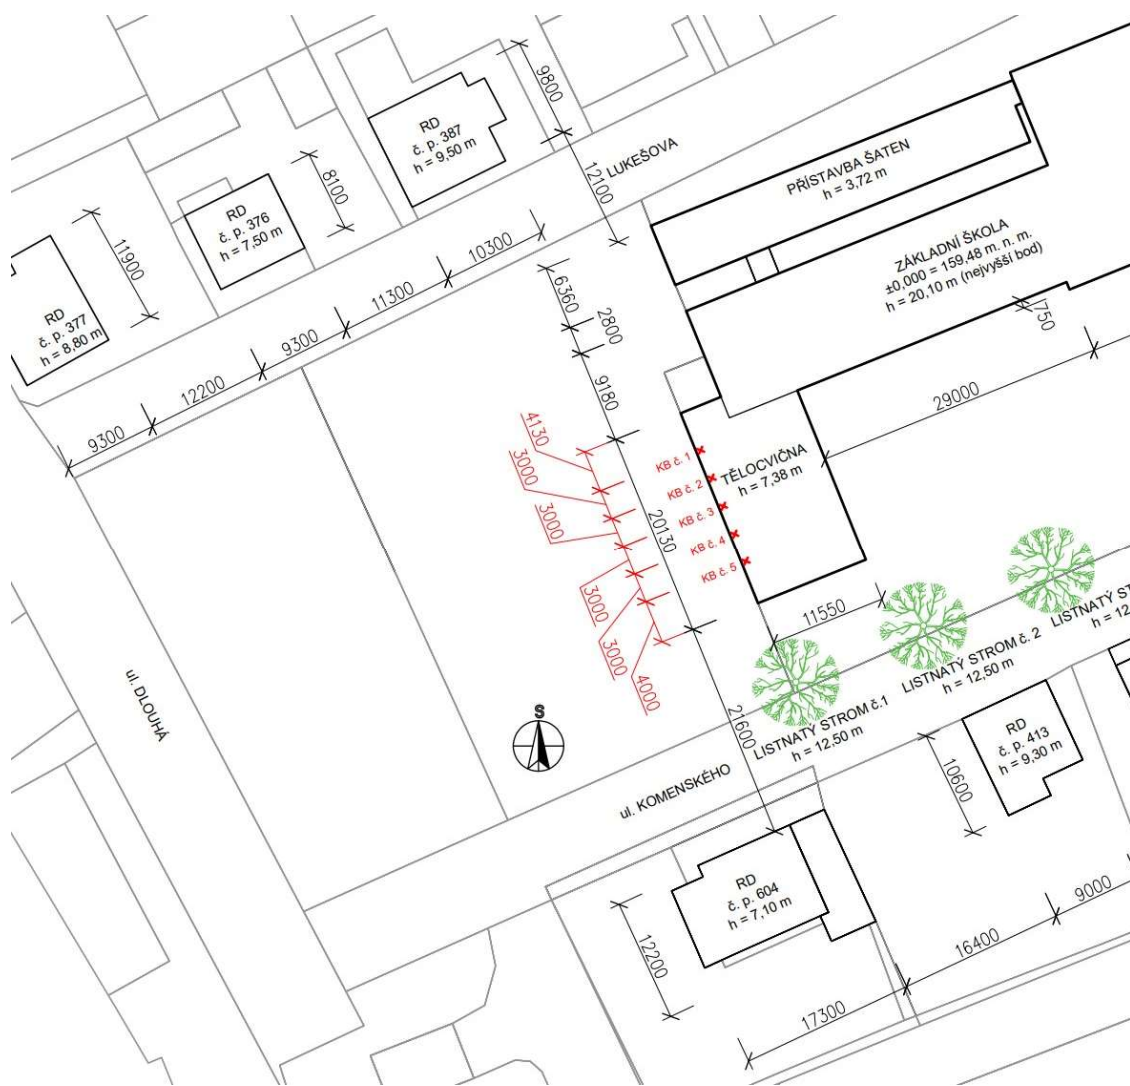 9800
RD
č. p. 387
h = 9,50 m
12100
LUKEŠOVA
PŘÍSTAVBA ŠATEN
h = 3,72 m
8100
RD
č. p. 376
h = 7,50 m
11900
RD
č. p. 377
h = 8,80 m
10300
11300
9300
12200
9300
6360
2800
9180
20130
21600
ZÁKLADNÍ ŠKOLA
±0,000 = 159,48 m. n. m.
h = 20,10 m (nejvyšší bod)
750
29000
4130
3000
3000
3000
3000
4000
KB č. 1
KB č. 2
KB č. 3
KB č. 4
KB č. 5
TĚLOCVIČNA
h = 7,38 m
11550
LISTNATÝ STROM č.1
h = 12,50 m
LISTNATÝ STROM č. 2
h = 12,50 m
LISTNATÝ
ul. DLOUHÁ
S
ul. KOMENSKÉHO
RD
č. p. 413
h = 9,30 m
10600
RD
č. p. 604
h = 7,10 m
12200
17300
16400
9000